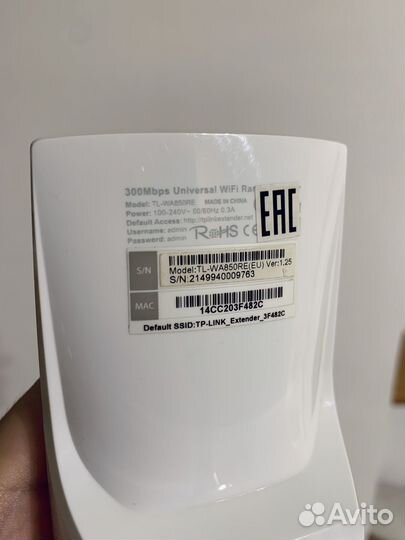 300Mbps Universal WiFi
Model: TL-WA850RE MADE IN CHINA
Power: 100-240V~ 50/60Hz 0.3A
Default Access: http://tplinkextender.net
Username: admin
Password: admin
RoHS CE
EAC
S/N
Model:TL-WA850RE(EU) Ver:1.25
S/N:2149940009763
MAC
14CC203F482C
Default SSID:TP-LINK_Extender_3F482C
Avito